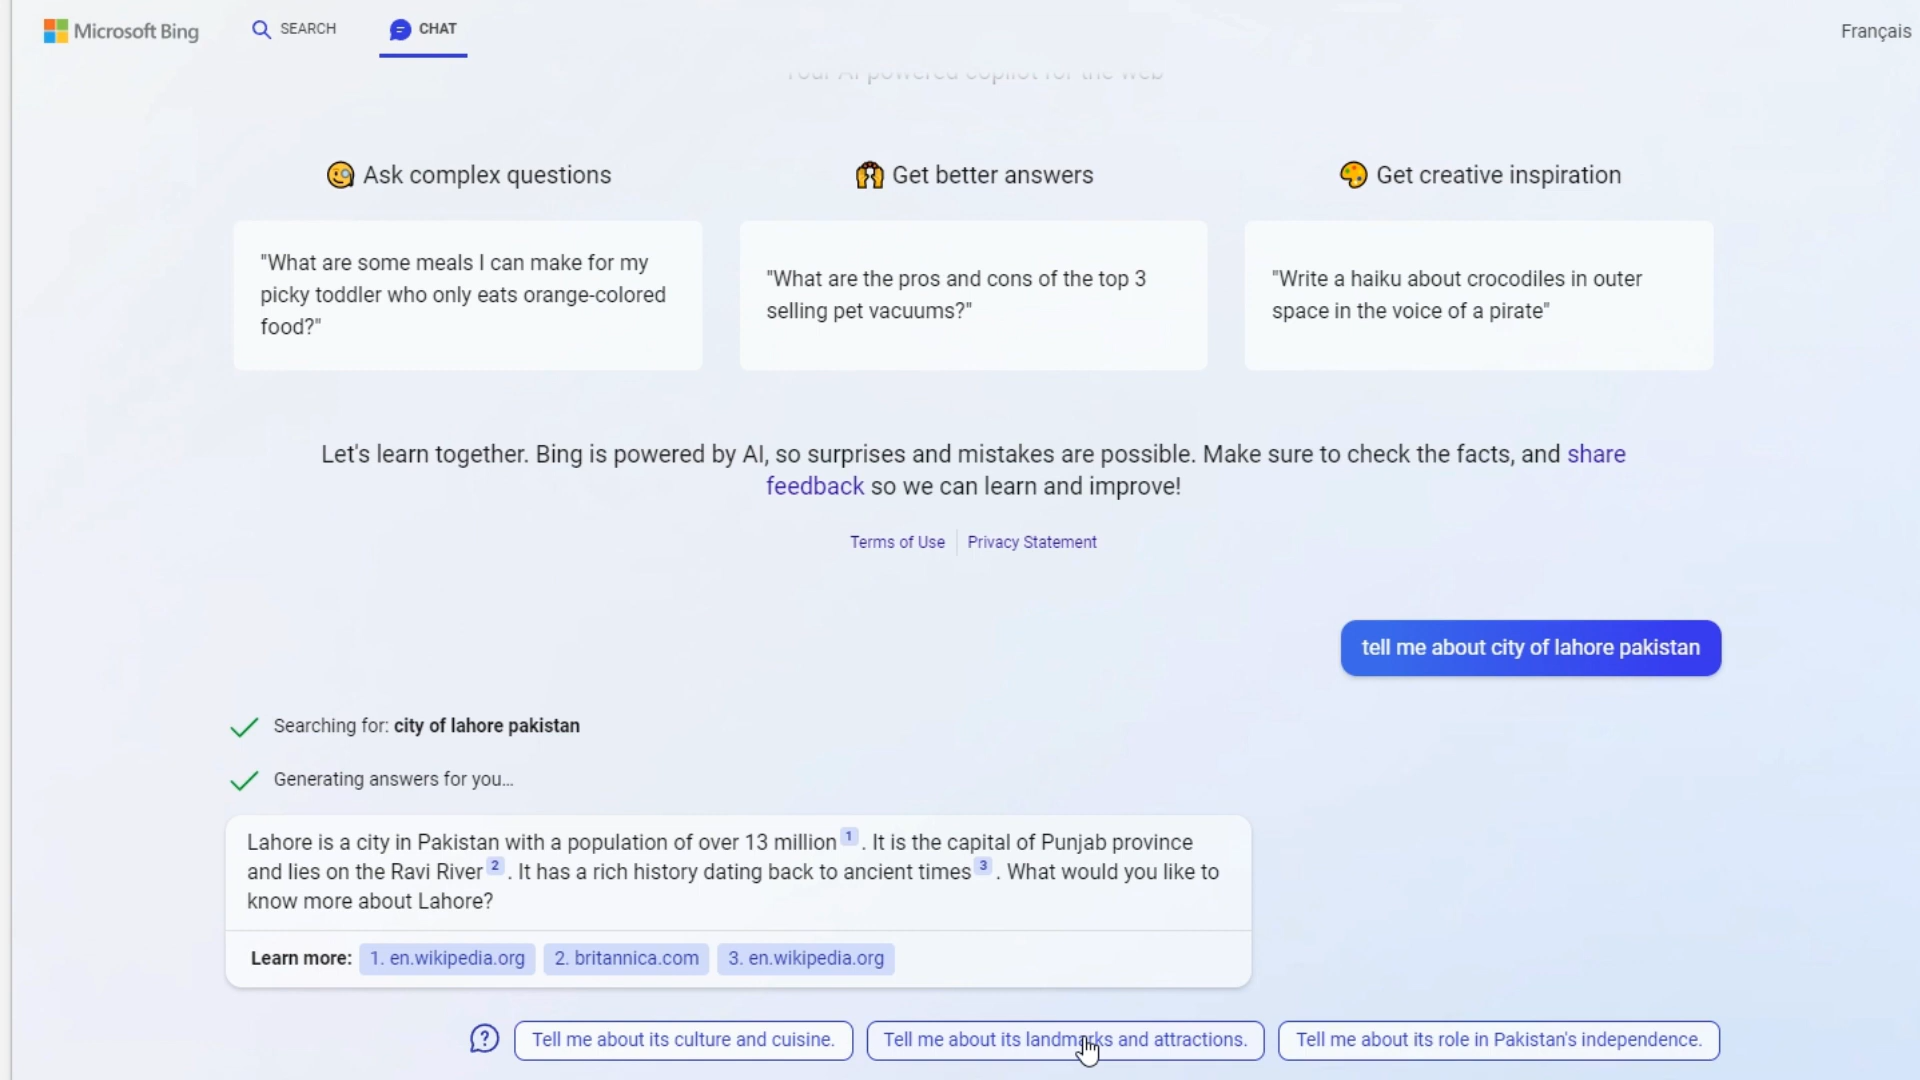 Microsoft Bing
SEARCH
CHAT
Français
Your AI powered copilot for the web
Ask complex questions
Get better answers
Get creative inspiration
"What are some meals I can make for my
picky toddler who only eats orange-colored
food?"
"What are the pros and cons of the top 3
selling pet vacuums?"
"Write a haiku about crocodiles in outer
space in the voice of a pirate"
Let's learn together. Bing is powered by AI, so surprises and mistakes are possible. Make sure to check the facts, and share
feedback so we can learn and improve!
Terms of Use
Privacy Statement
tell me about city of lahore pakistan
Searching for: city of lahore pakistan
Generating answers for you...
Lahore is a city in Pakistan with a population of over 13 million 1 . It is the capital of Punjab province
and lies on the Ravi River 2 . It has a rich history dating back to ancient times 3 . What would you like to
know more about Lahore?
Learn more: 1. en.wikipedia.org 2. britannica.com 3. en.wikipedia.org
Tell me about its culture and cuisine.
Tell me about its landmarks and attractions.
Tell me about its role in Pakistan's independence.